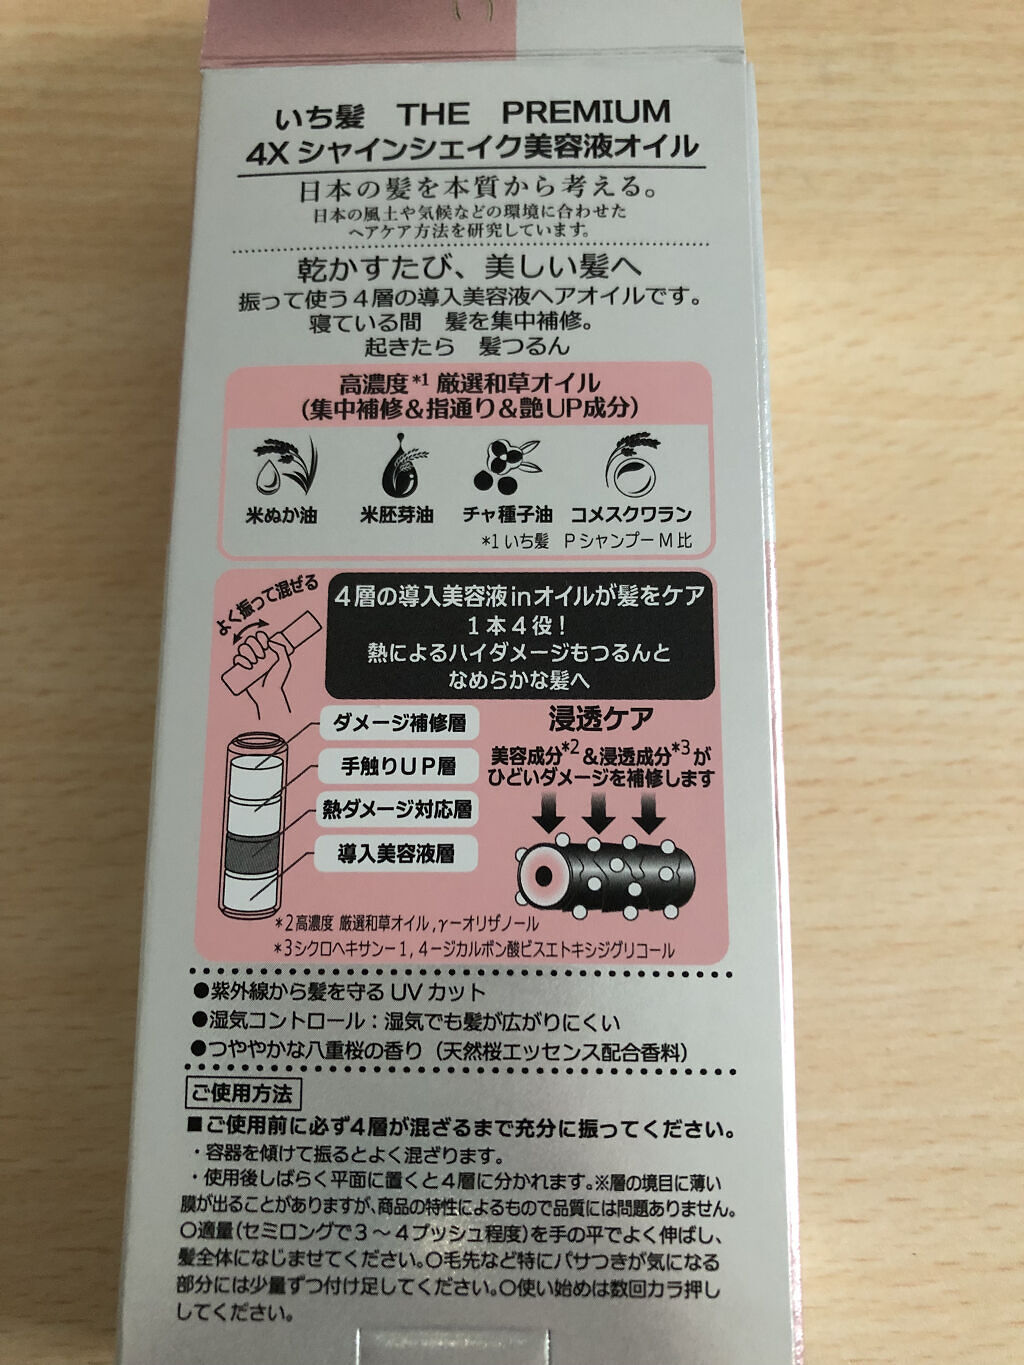 いち髪 THE PREMIUM
4Xシャインシェイク美容液オイル
日本の髪を本質から考える。
日本の風土や気候などの環境に合わせた
ヘアケア方法を研究しています。
乾かすたび、美しい髪へ
振って使う4層の導入美容液ヘアオイルです。
寝ている間 髪を集中補修。
起きたら 髪つるん
高濃度*1 厳選和草オイル
(集中補修&指通り&艶UP成分)
米ぬか油 米胚芽油 チャ種子油 コメスクワラン
*1 いち髪 PシャンプーM比
よく振って混ぜる
4層の導入美容液inオイルが髪をケア
1本4役!
熱によるハイダメージもつるんと
なめらかな髪へ
ダメージ補修層
手触りUP層
熱ダメージ対応層
導入美容液層
浸透ケア
美容成分*2&浸透成分*3が
ひどいダメージを補修します
*2高濃度 厳選和草オイル,γーオリザノール
*3シクロヘキサン－1,4－ジカルボン酸ビスエトキシジグリコール
●紫外線から髪を守るUVカット
●湿気コントロール:湿気でも髪が広がりにくい
●つややかな八重桜の香り(天然桜エッセンス配合香料)
ご使用方法
■ご使用前に必ず4層が混ざるまで充分に振ってください。
・容器を傾けて振るとよく混ざります。
・使用後しばらく平面に置くと4層に分かれます。※層の境目に薄い
膜が出ることがありますが、商品の特性によるもので品質には問題ありません。
〇適量(セミロングで3～4プッシュ程度)を手の平でよく伸ばし、
髪全体になじませてください。〇毛先など特にパサつきが気になる
部分には少量ずつ付け足してください。〇使い始めは数回カラ押し
してください。